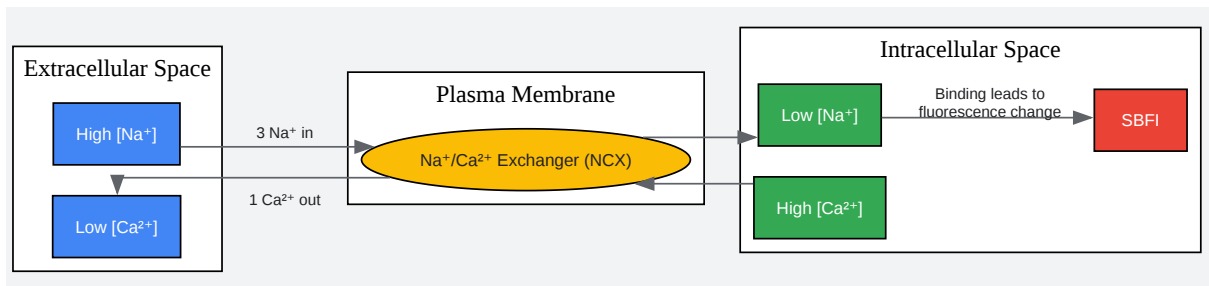 Extracellular Space
High [Na⁺]
Low [Ca²⁺]
3 Na⁺ in
1 Ca²⁺ out
Plasma Membrane
Na⁺/Ca²⁺ Exchanger (NCX)
Intracellular Space
Low [Na⁺]
High [Ca²⁺]
Binding leads to
fluorescence change
SBFI